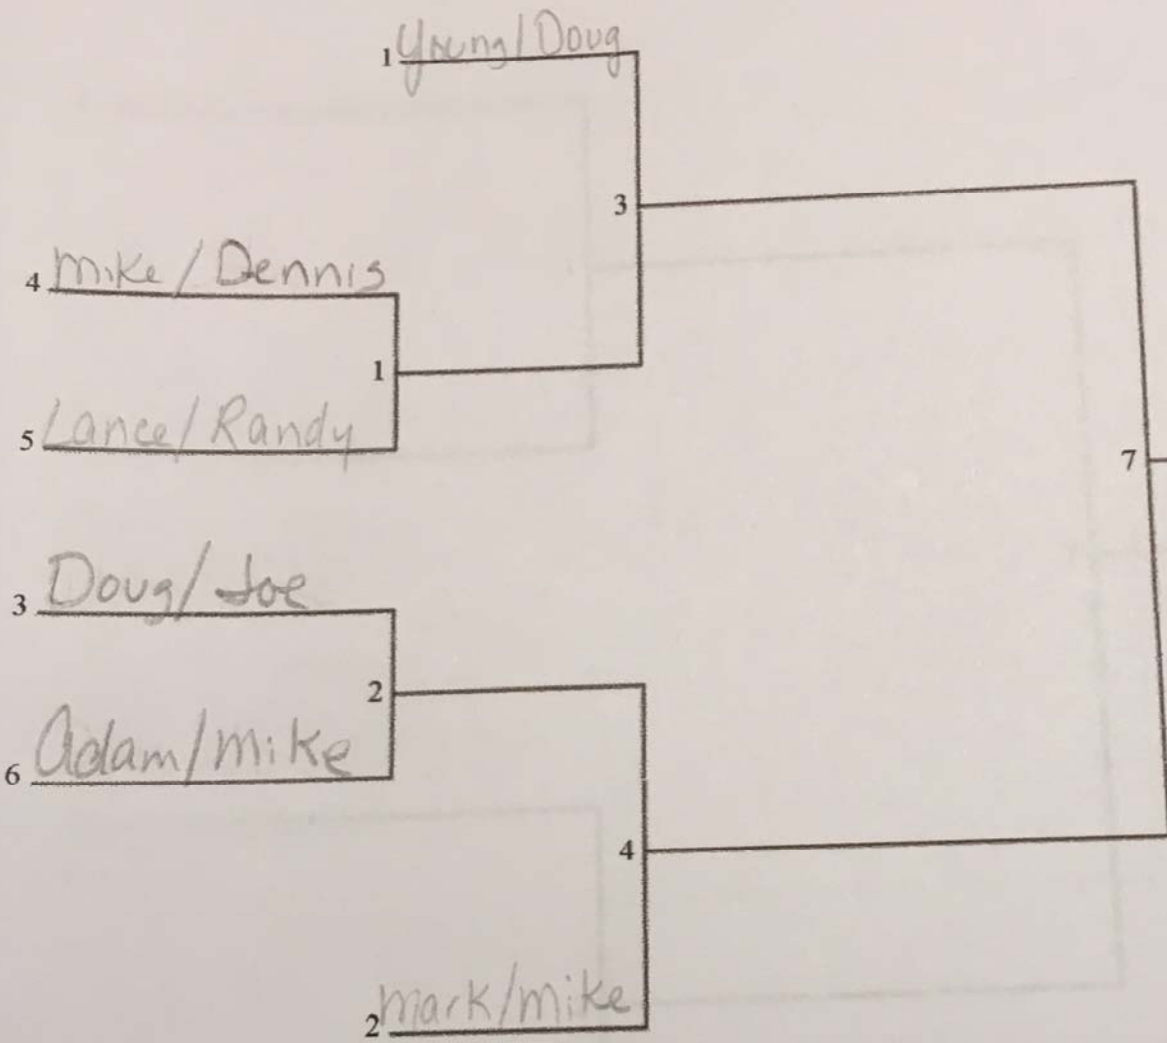 1 Young/Doug
3
4 Mike/Dennis
1
5 Lance/Randy
7
3 Doug/Joe
2
6 Adam/Mike
4
2 Mark/Mike